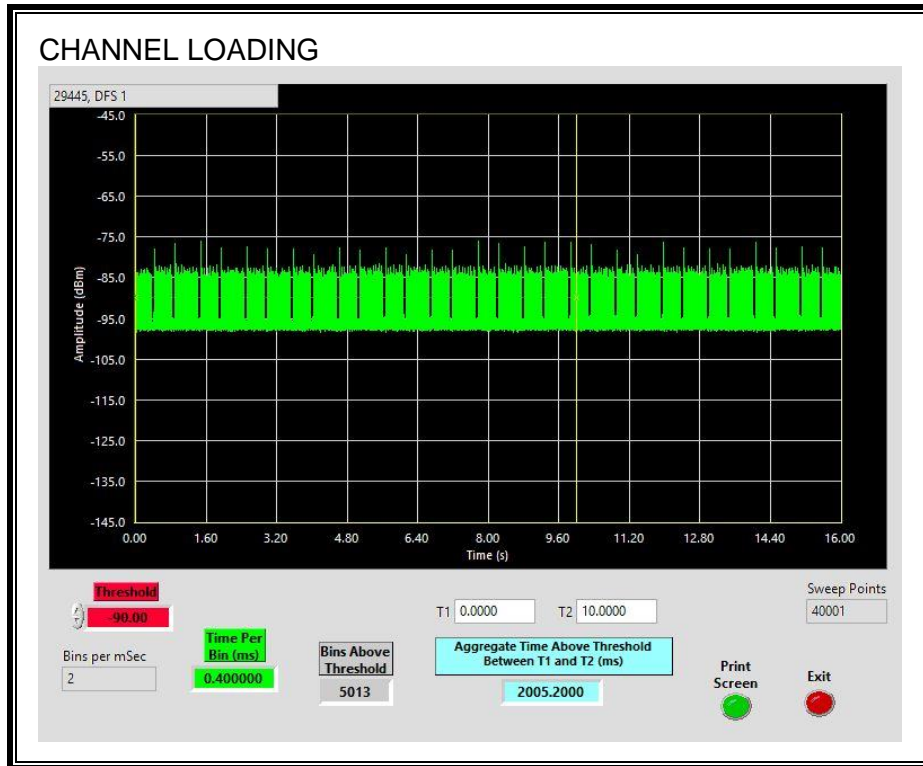 CHANNEL LOADING
29445, DFS 1
-45.0
-55.0
-65.0
-75.0
-85.0
-95.0
-105.0
-115.0
-125.0
-135.0
-145.0
Amplitude (dBm)
0.00 1.60 3.20 4.80 6.40 8.00 9.60 11.20 12.80 14.40 16.00
Time (s)
Threshold
-90.00
Bins per mSec
2
Time Per
Bin (ms)
0.400000
Bins Above
Threshold
5013
T1 0.0000 T2 10.0000
Aggregate Time Above Threshold
Between T1 and T2 (ms)
2005.2000
Sweep Points
40001
Print
Screen
Exit